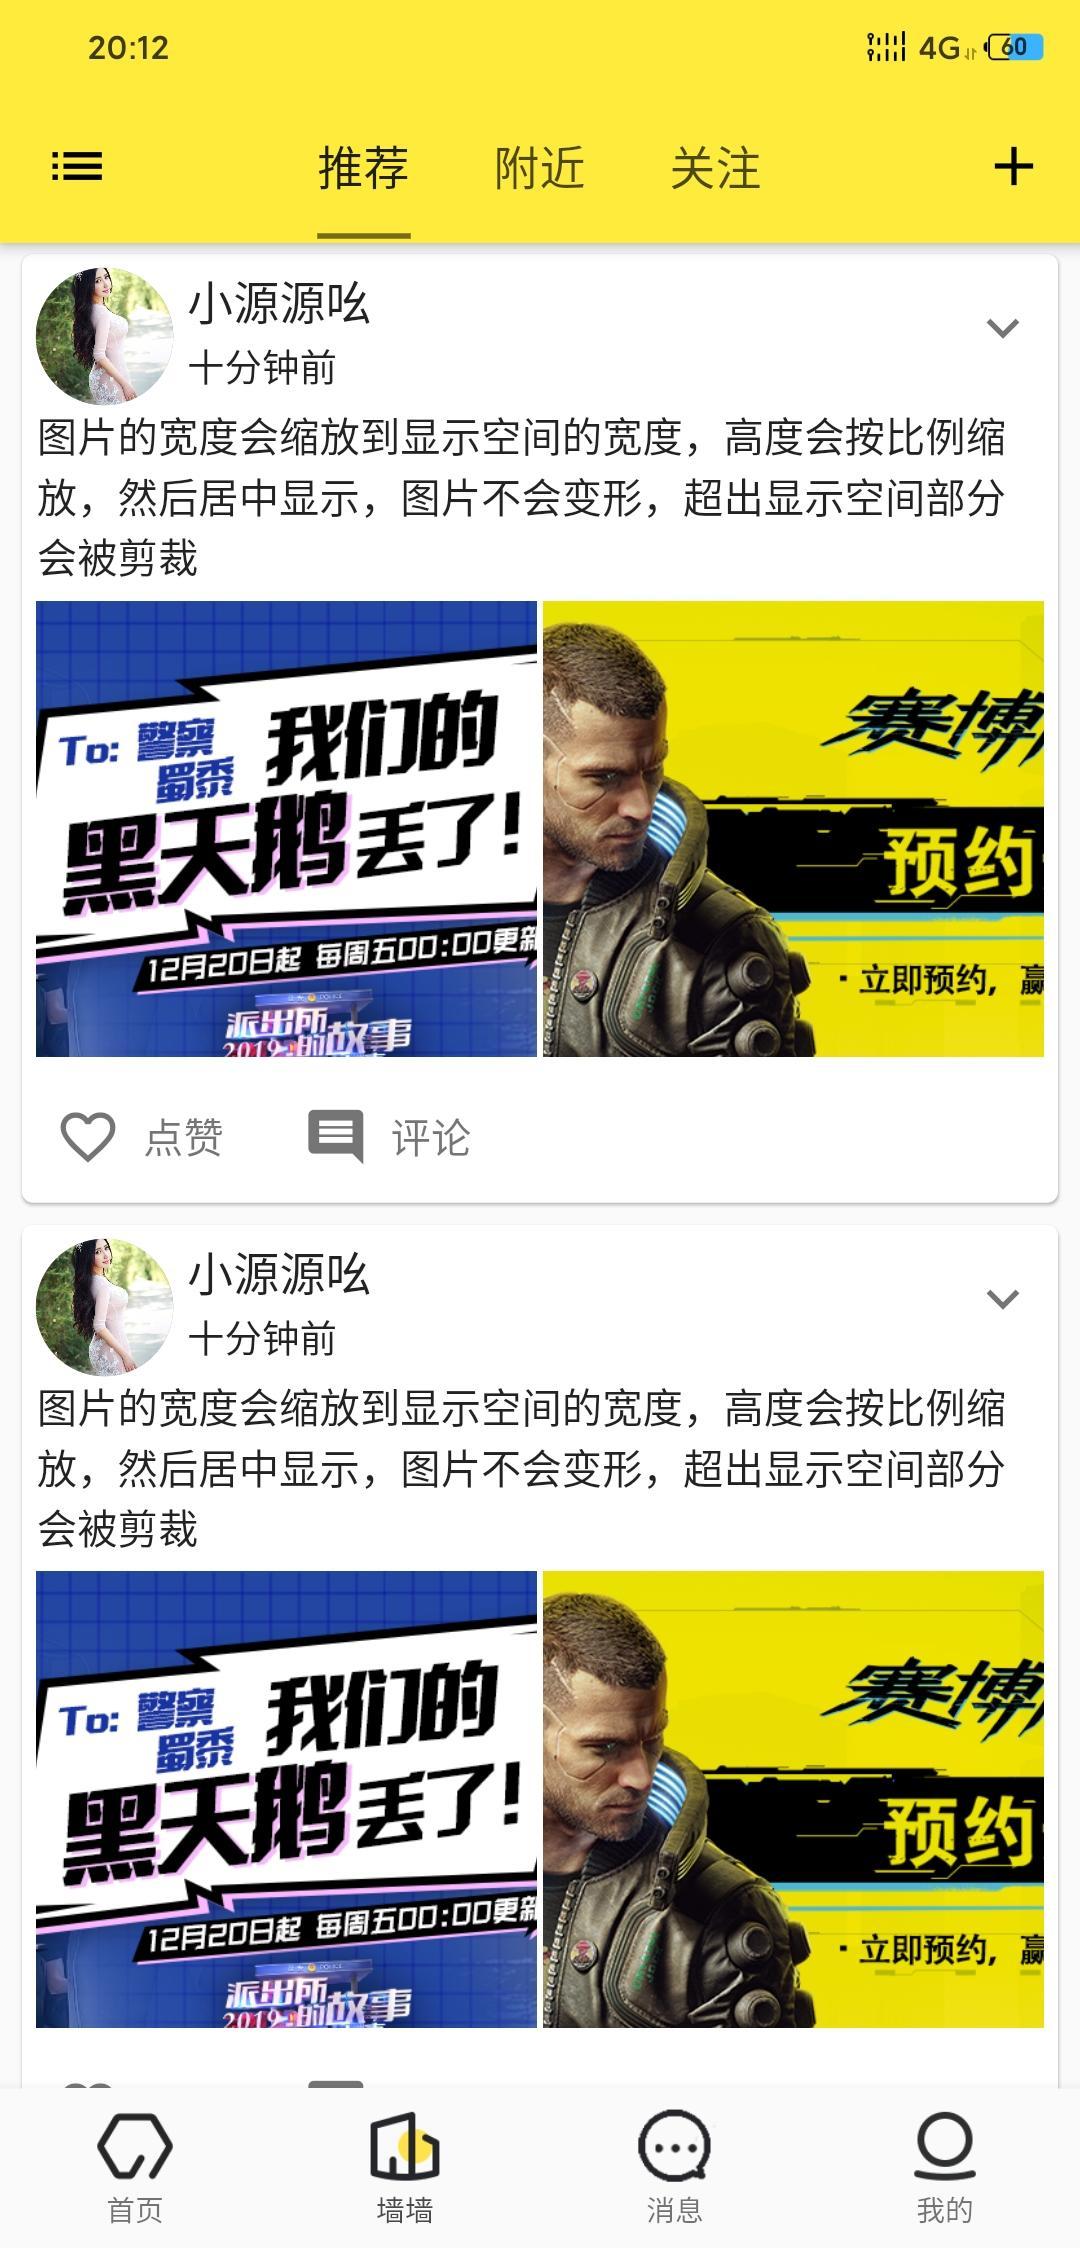 20:12
4G
60
推荐
附近
关注
小源源吆
十分钟前
图片的宽度会缩放到显示空间的宽度，高度会按比例缩
放，然后居中显示，图片不会变形，超出显示空间部分
会被剪裁
To: 警察
蜀黍
我们的
黑天鹅丢了!
12月20日起 每周五00:00更新
派出所
2019的故事
赛博
预约
· 立即预约，赢
点赞
评论
小源源吆
十分钟前
图片的宽度会缩放到显示空间的宽度，高度会按比例缩
放，然后居中显示，图片不会变形，超出显示空间部分
会被剪裁
To: 警察
蜀黍
我们的
黑天鹅丢了!
12月20日起 每周五00:00更新
派出所
2019的故事
赛博
预约
· 立即预约，赢
首页
墙墙
消息
我的